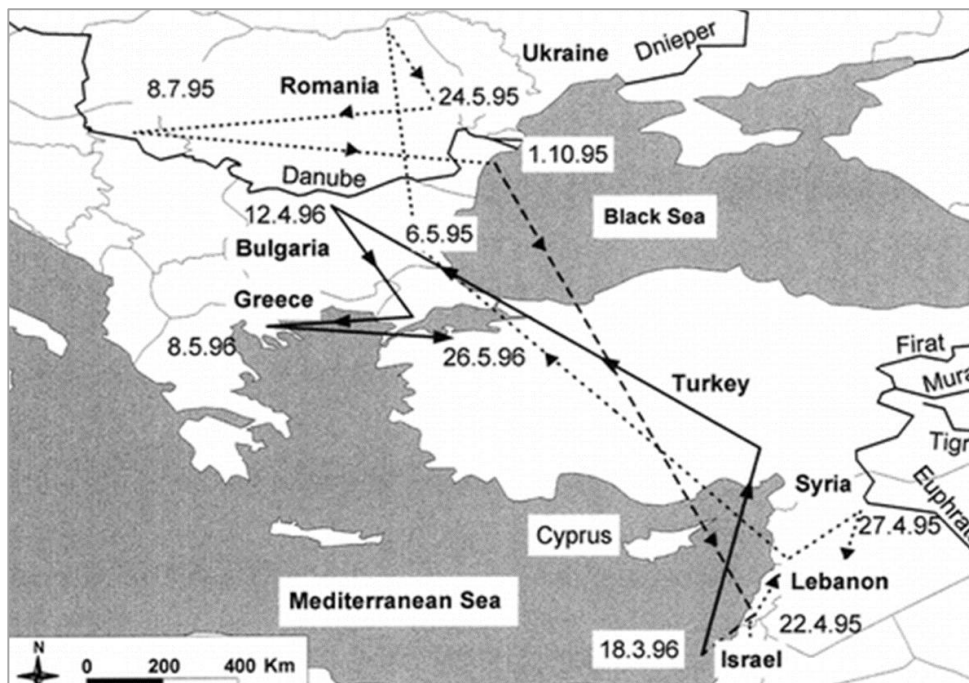 Ukraine
Dnieper
8.7.95
Romania
24.5.95
1.10.95
Danube
12.4.96
6.5.95
Black Sea
Bulgaria
Greece
8.5.96
26.5.96
Firat
Mura
Turkey
Tigr
Syria
Euphrat
Cyprus
27.4.95
Lebanon
Mediterranean Sea
22.4.95
18.3.96
Israel
N
0 200 400 Km